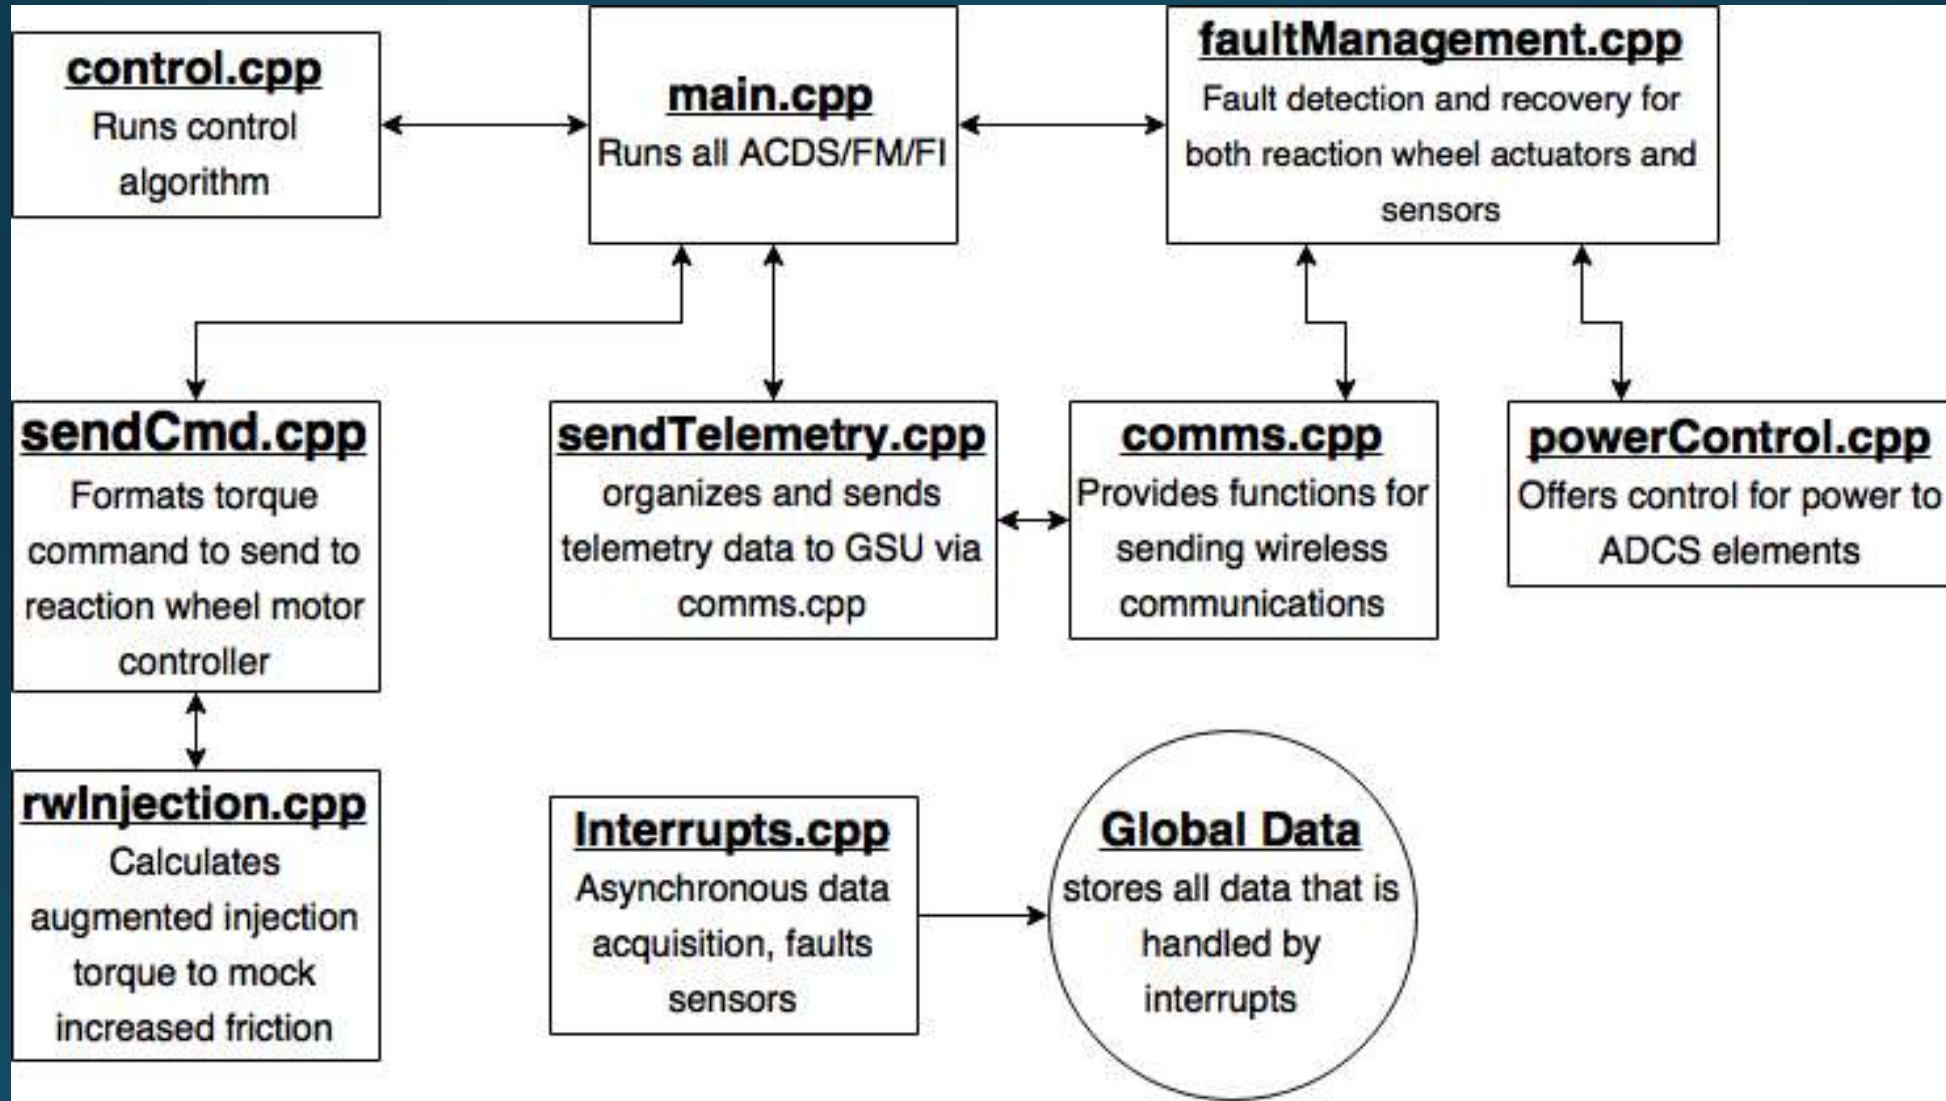 control.cpp
Runs control
algorithm
main.cpp
Runs all ACDS/FM/FI
faultManagement.cpp
Fault detection and recovery for
both reaction wheel actuators and
sensors
sendCmd.cpp
Formats torque
command to send to
reaction wheel motor
controller
sendTelemetry.cpp
organizes and sends
telemetry data to GSU via
comms.cpp
comms.cpp
Provides functions for
sending wireless
communications
powerControl.cpp
Offers control for power to
ADCS elements
rwInjection.cpp
Calculates
augmented injection
torque to mock
increased friction
Interrupts.cpp
Asynchronous data
acquisition, faults
sensors
Global Data
stores all data that is
handled by
interrupts